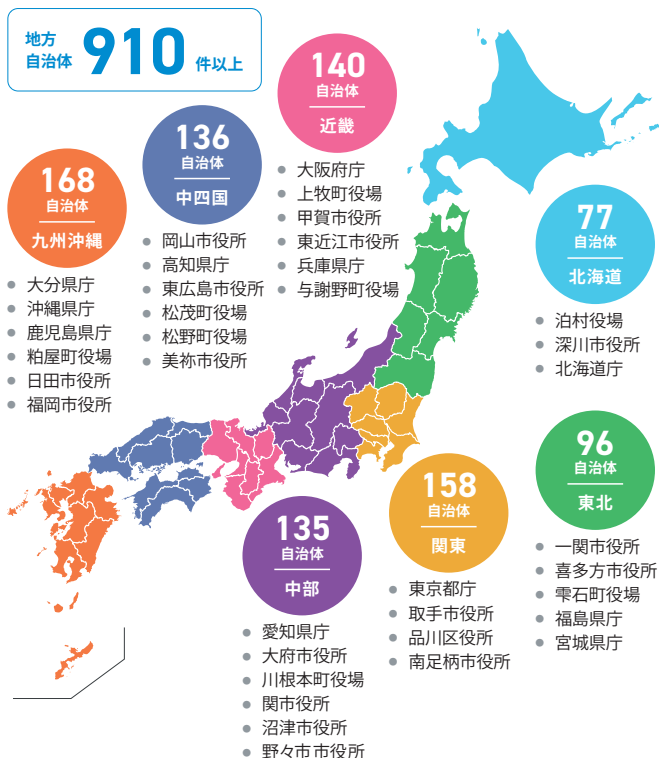 地方
自治体
910 件以上
140
自治体
近畿
大阪府庁
上牧町役場
甲賀市役所
東近江市役所
兵庫県庁
与謝野町役場
136
自治体
中四国
岡山市役所
高知県庁
東広島市役所
松茂町役場
松野町役場
美祢市役所
168
自治体
九州沖縄
大分県庁
沖縄県庁
鹿児島県庁
粕屋町役場
日田市役所
福岡市役所
77
自治体
北海道
泊村役場
深川市役所
北海道庁
96
自治体
東北
一関市役所
喜多方市役所
雫石町役場
福島県庁
宮城県庁
158
自治体
関東
東京都庁
取手市役所
品川区役所
南足柄市役所
135
自治体
中部
愛知県庁
大府市役所
川根本町役場
関市役所
沼津市役所
野々市市役所